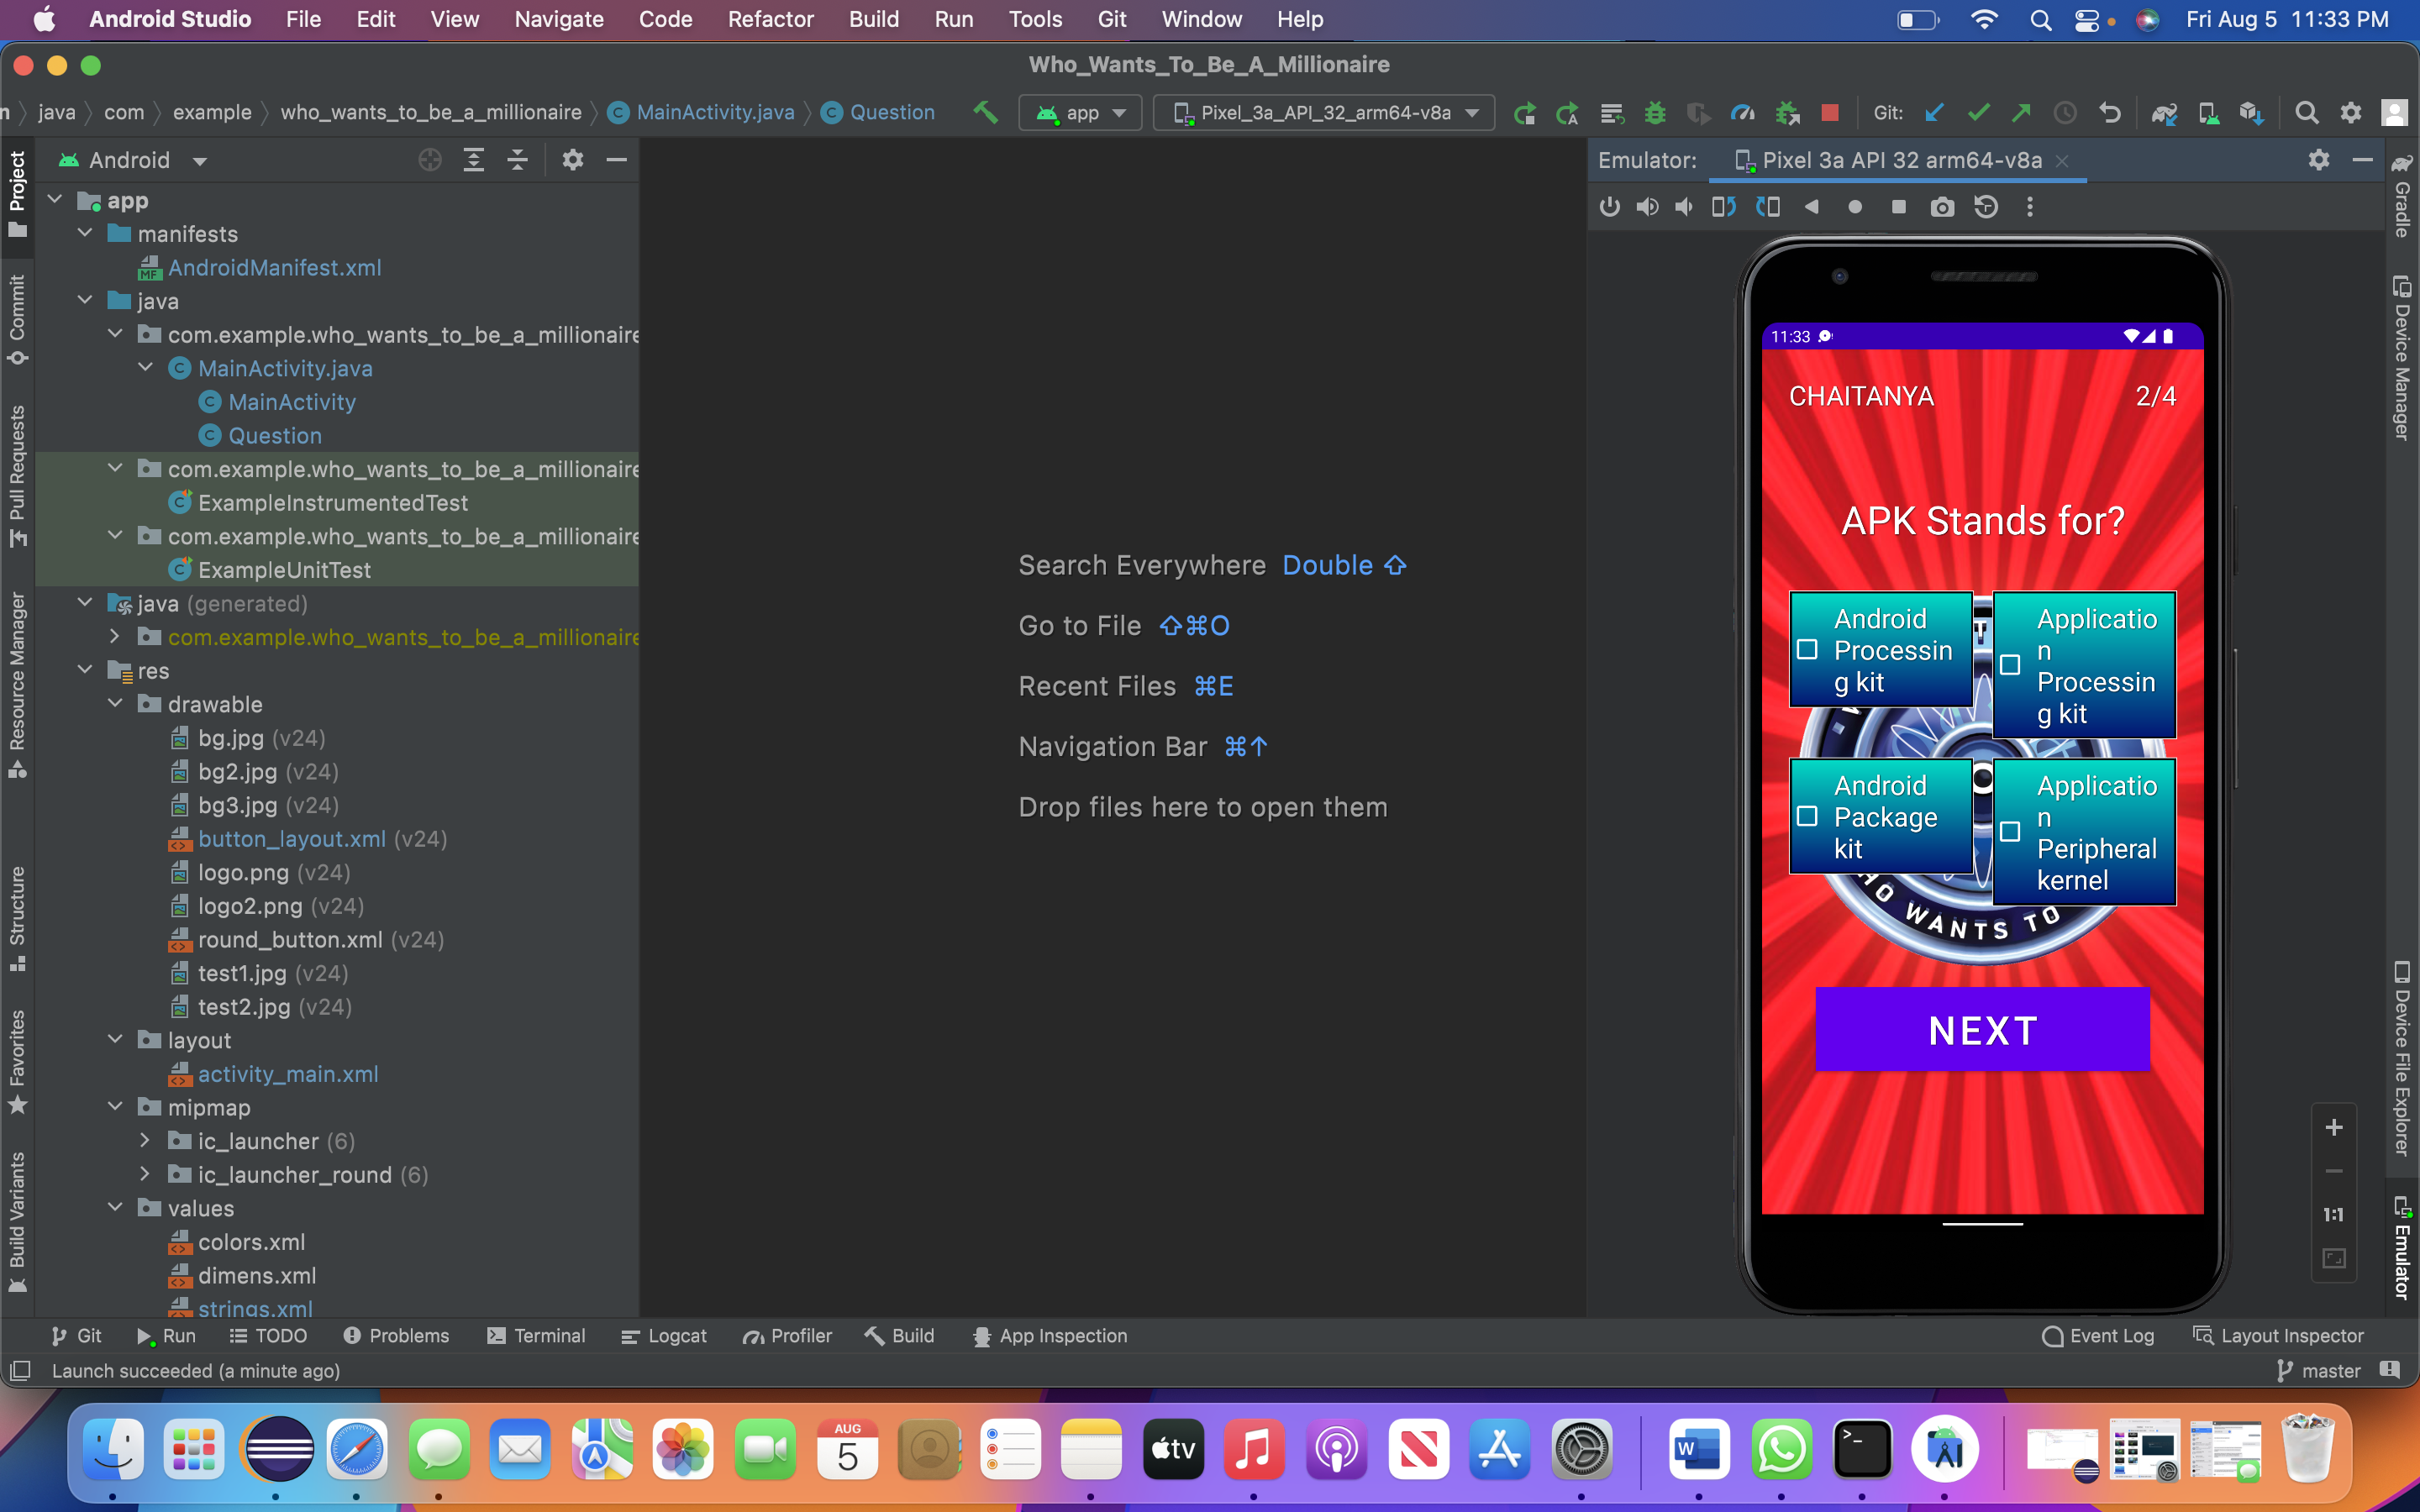 Android Studio File Edit View Navigate Code Refactor Build Run Tools Git Window Help Fri Aug 5 11:33 PM
Who_Wants_To_Be_A_Millionaire
java com example who_wants_to_be_a_millionaire MainActivity.java Question app Pixel_3a_API_32_arm64-v8a Git:
Android
Emulator: Pixel 3a API 32 arm64-v8a
Project
Commit
Pull Requests
Resource Manager
Structure
Favorites
Build Variants
app
manifests
AndroidManifest.xml
java
com.example.who_wants_to_be_a_millionaire
MainActivity.java
MainActivity
Question
com.example.who_wants_to_be_a_millionaire
ExampleInstrumentedTest
com.example.who_wants_to_be_a_millionaire
ExampleUnitTest
java (generated)
com.example.who_wants_to_be_a_millionaire
res
drawable
bg.jpg (v24)
bg2.jpg (v24)
bg3.jpg (v24)
button_layout.xml (v24)
logo.png (v24)
logo2.png (v24)
round_button.xml (v24)
test1.jpg (v24)
test2.jpg (v24)
layout
activity_main.xml
mipmap
ic_launcher (6)
ic_launcher_round (6)
values
colors.xml
dimens.xml
strings.xml
Search Everywhere Double ⇧
Go to File ⇧⌘O
Recent Files ⌘E
Navigation Bar ⌘↑
Drop files here to open them
11:33
CHAITANYA 2/4
APK Stands for?
Android
Processin
g kit
Applicatio
n
Processin
g kit
Android
Package
kit
Applicatio
n
Peripheral
kernel
WANTS TO
NEXT
1:1
Gradle
Device Manager
Device File Explorer
Emulator
Git Run TODO Problems Terminal Logcat Profiler Build App Inspection Event Log Layout Inspector
Launch succeeded (a minute ago) master
AUG
5
tv
W